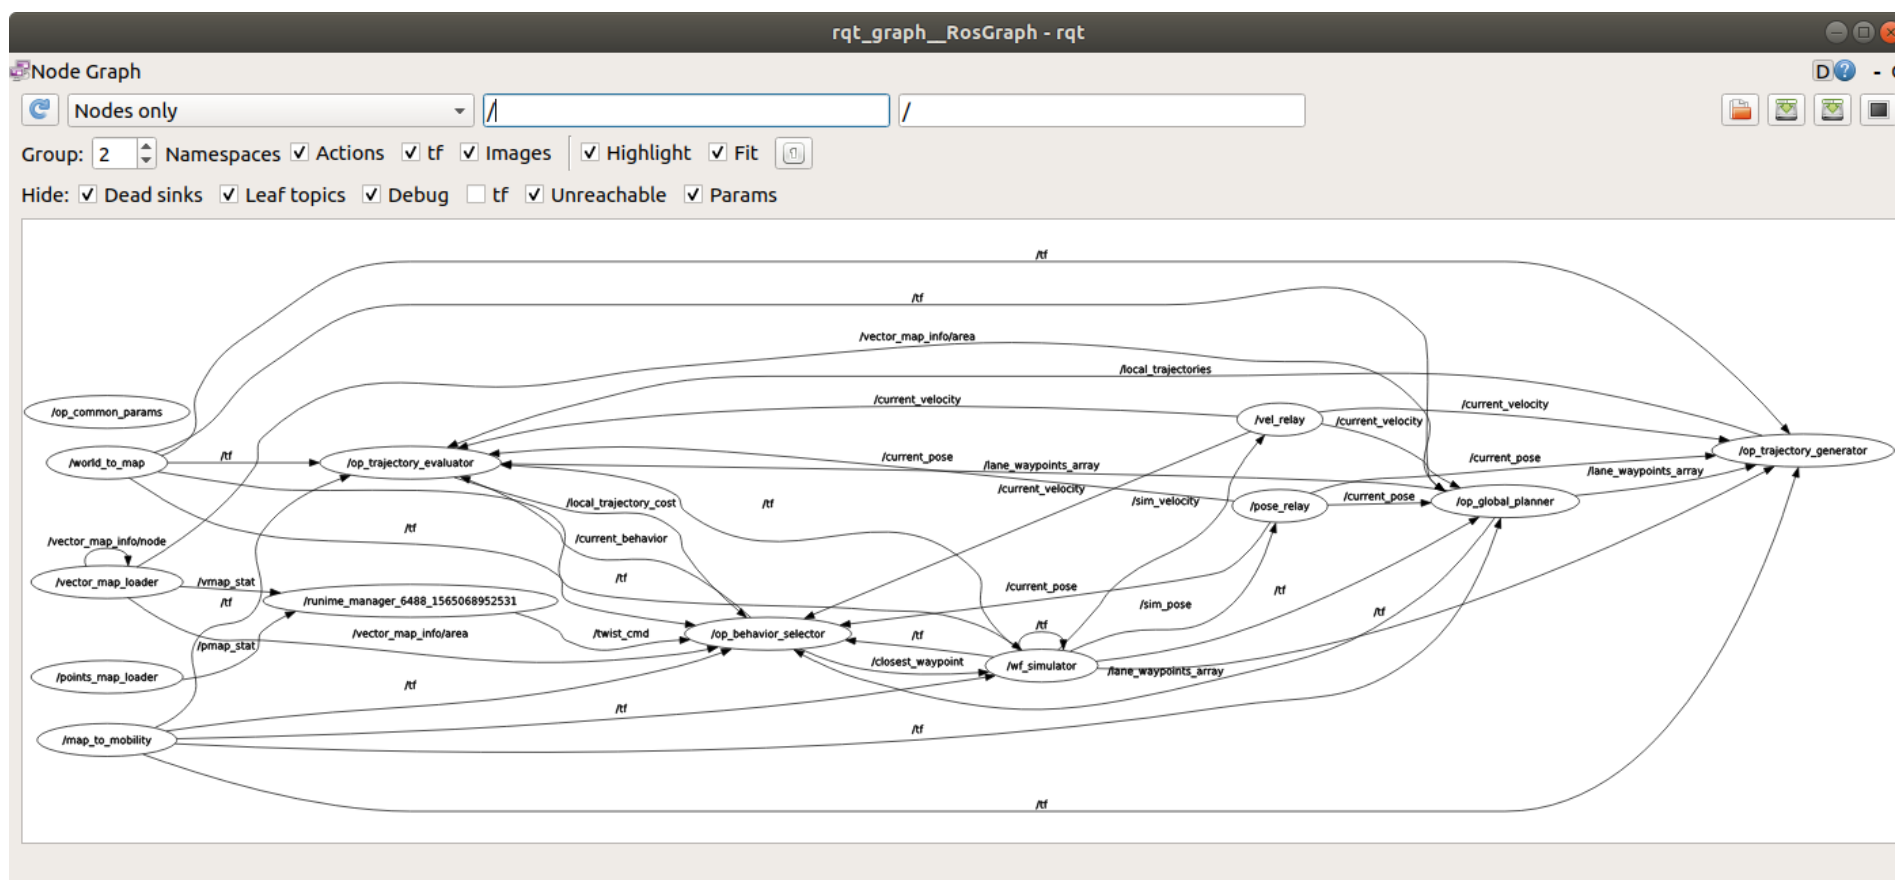 rqt_graph__RosGraph - rqt
Node Graph
D ? -
Nodes only / /
Group: 2 Namespaces Actions tf Images Highlight Fit
Hide: Dead sinks Leaf topics Debug tf Unreachable Params
/tf
/tf
/vector_map_info/area
/local_trajectories
/current_velocity
/current_velocity
/op_common_params
/vel_relay
/current_velocity
/op_trajectory_generator
/world_to_map
/tf
/op_trajectory_evaluator
/current_pose
/lane_waypoints_array
/current_pose
/lane_waypoints_array
/current_velocity
/current_pose
/op_global_planner
/local_trajectory_cost
/tf
/sim_velocity
/pose_relay
/tf
/current_behavior
/vector_map_info/node
/vector_map_loader
/vmap_stat
/tf
/current_pose
/tf
/tf
/runime_manager_6488_1565068952531
/sim_pose
/tf
/vector_map_info/area
/twist_cmd
/op_behavior_selector
/tf
/tf
/pmap_stat
/closest_waypoint
/wf_simulator
/lane_waypoints_array
/points_map_loader
/tf
/tf
/tf
/map_to_mobility
/tf